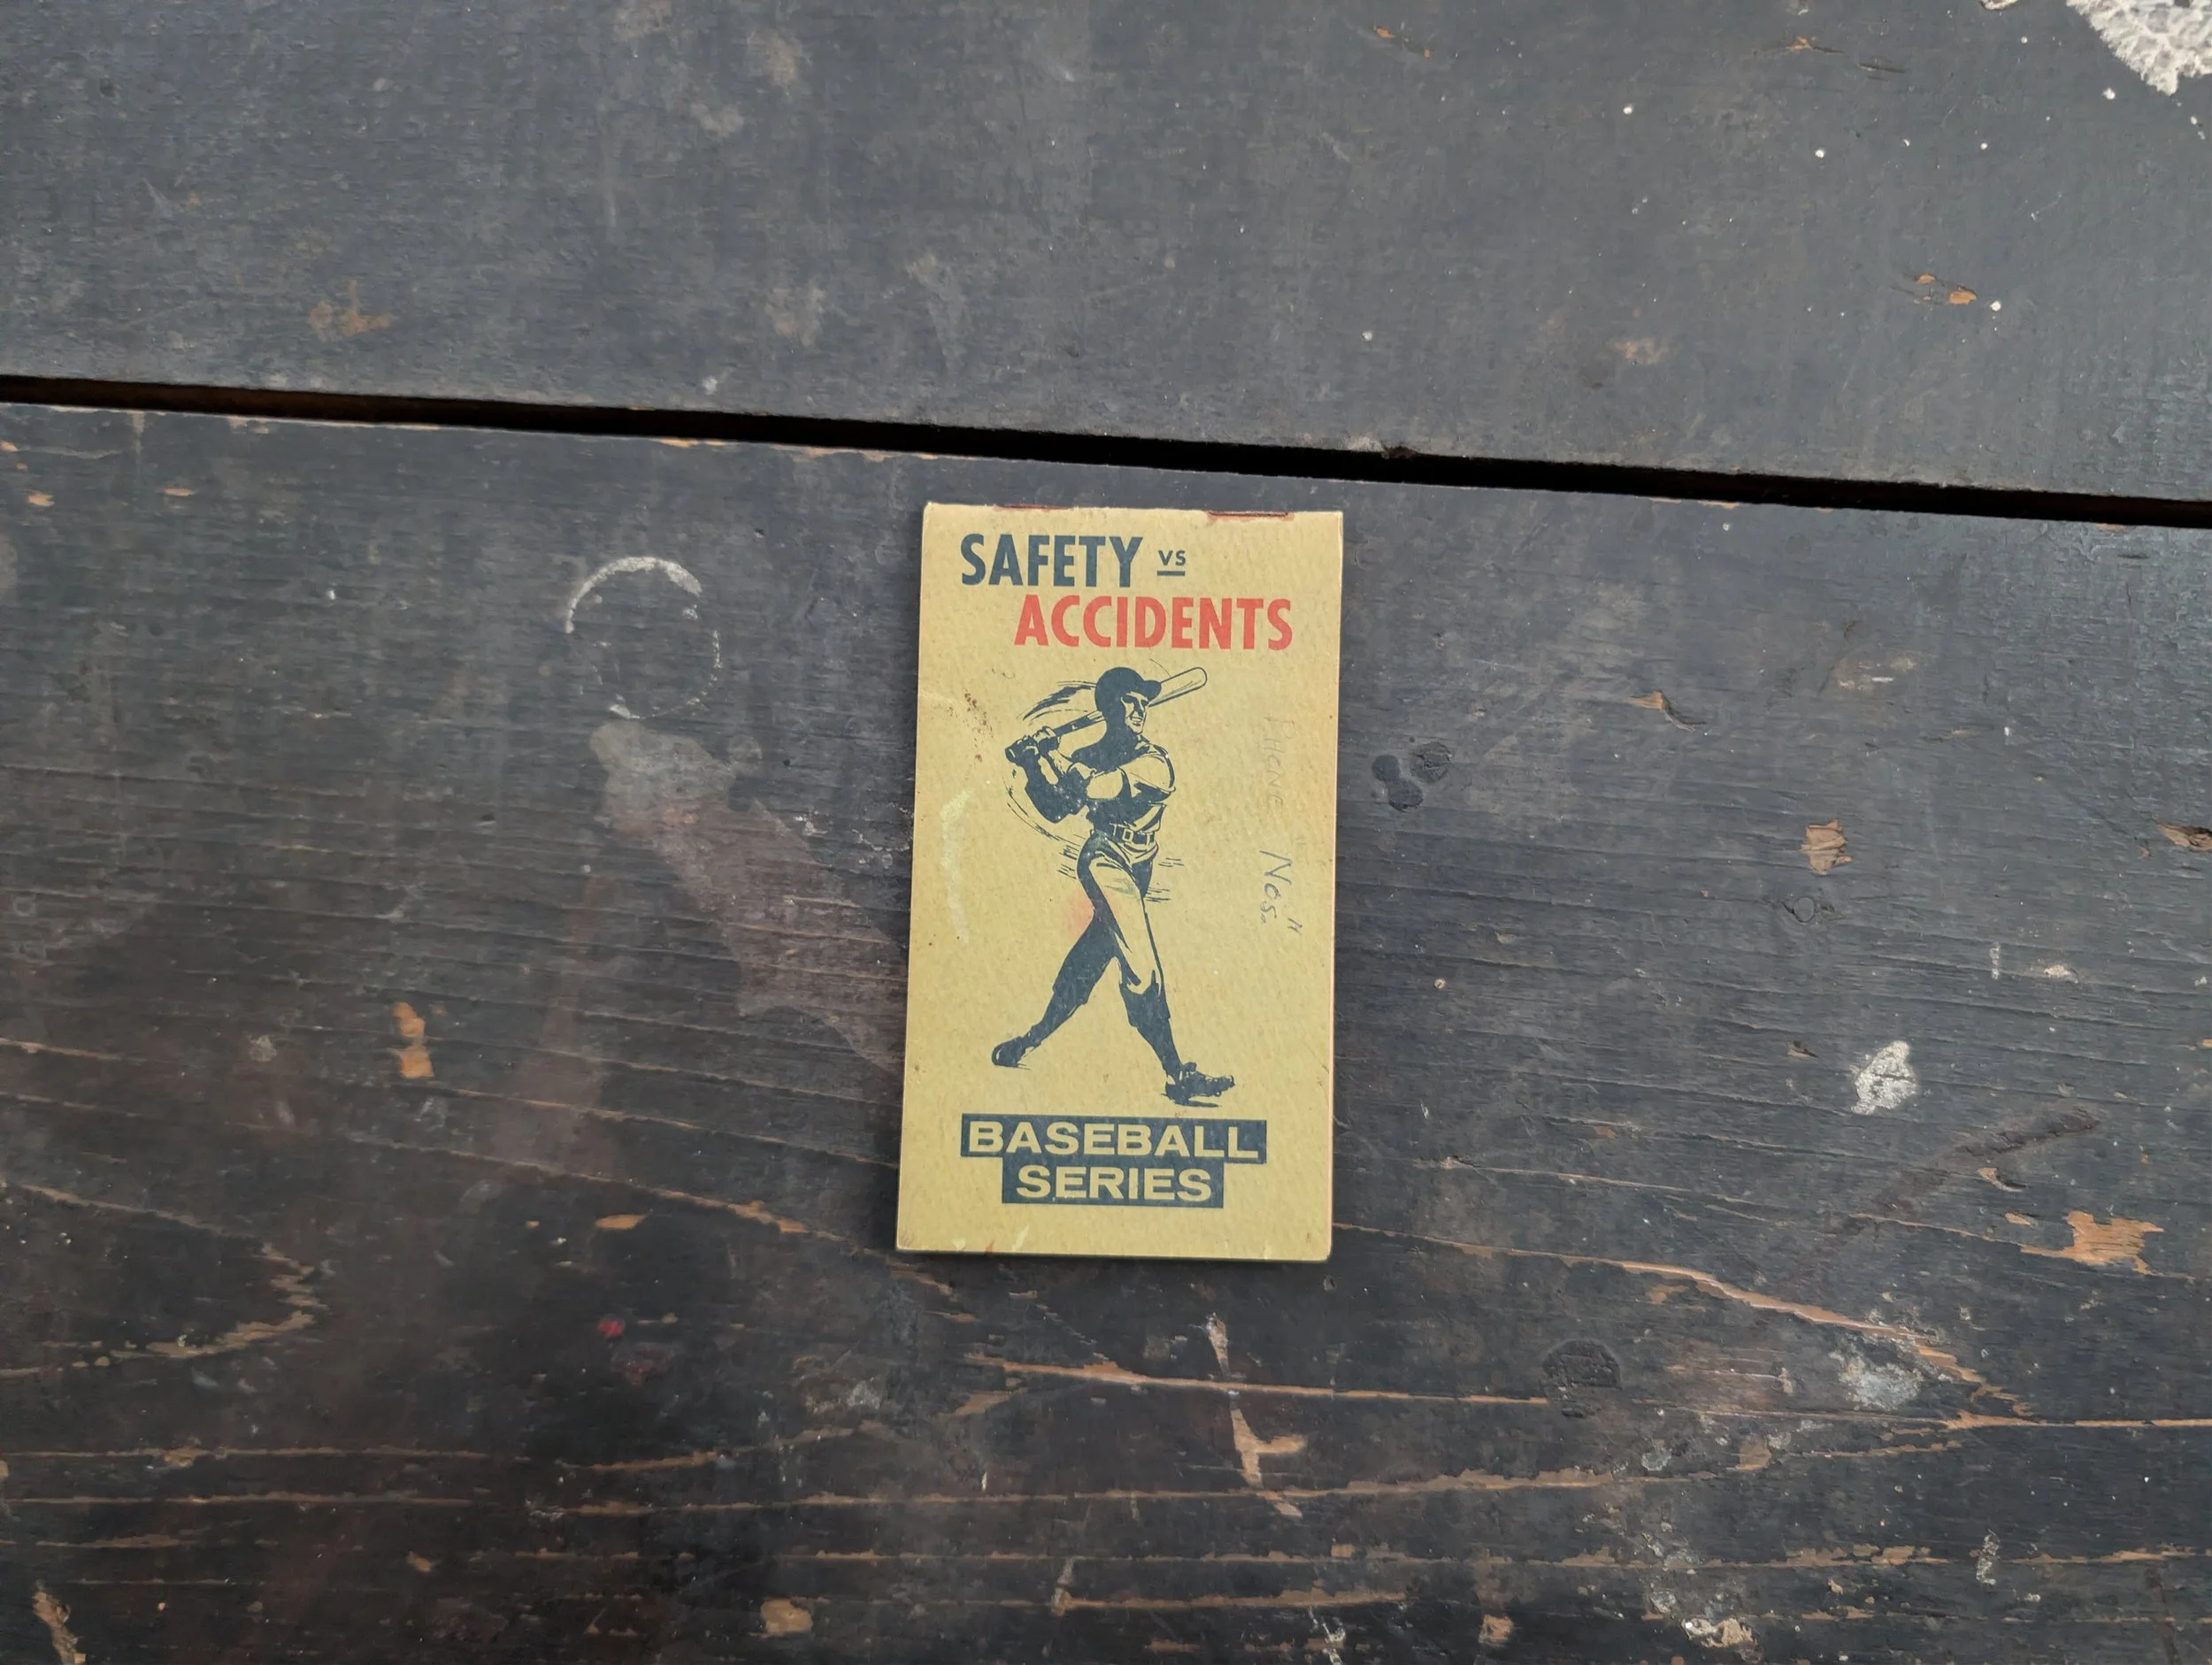 SAFETY vs
ACCIDENTS
PHONE Nos."
BASEBALL
SERIES